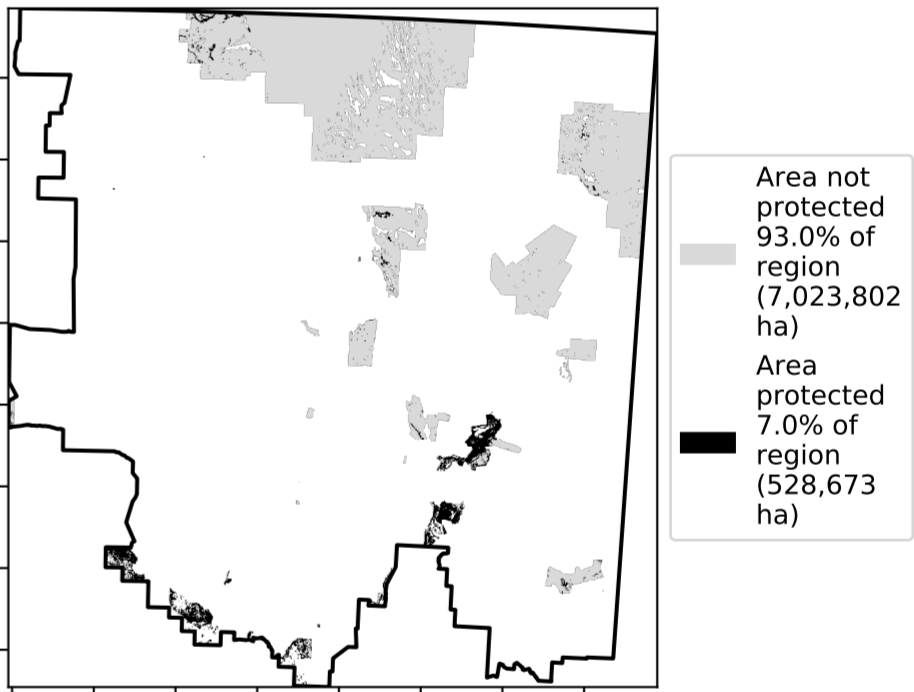 Area not
protected
93.0% of
region
(7,023,802
ha)
Area
protected
7.0% of
region
(528,673
ha)